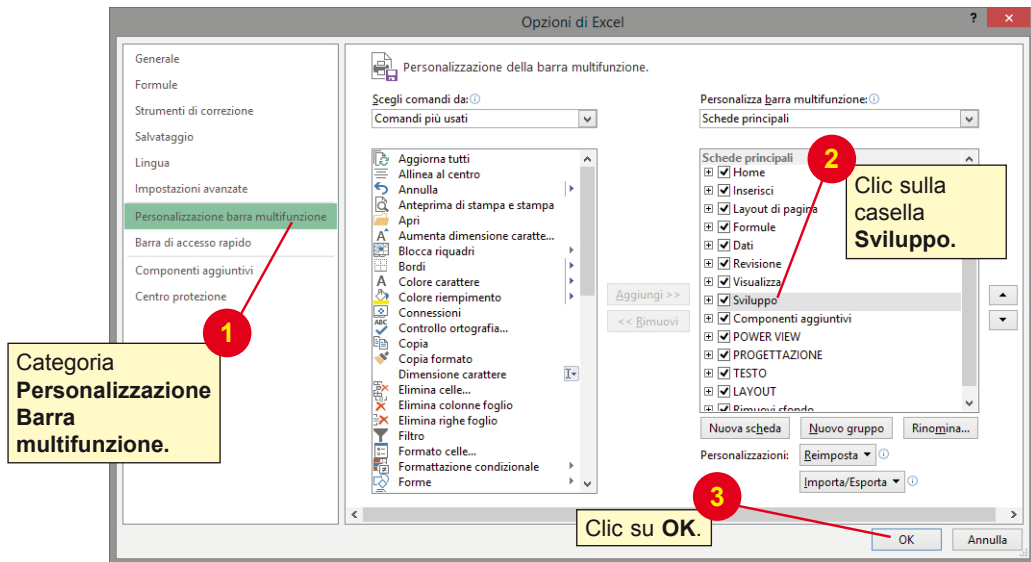 Opzioni di Excel
?
×
Generale
Formule
Strumenti di correzione
Salvataggio
Lingua
Impostazioni avanzate
Personalizzazione barra multifunzione
Barra di accesso rapido
Componenti aggiuntivi
Centro protezione
1
Categoria
Personalizzazione
Barra
multifunzione.
Personalizzazione della barra multifunzione.
Scegli comandi da:
Comandi più usati
Aggiorna tutti
Allinea al centro
Annulla
Anteprima di stampa e stampa
Apri
Aumenta dimensione caratte...
Blocca riquadri
Bordi
Colore carattere
Colore riempimento
Connessioni
Controllo ortografia...
Copia
Copia formato
Dimensione carattere
Elimina celle...
Elimina colonne foglio
Elimina righe foglio
Filtro
Formato celle...
Formattazione condizionale
Forme
Aggiungi >>
<< Rimuovi
Personalizza barra multifunzione:
Schede principali
Schede principali
Home
Inserisci
Layout di pagina
Formule
Dati
Revisione
Visualizza
Sviluppo
Componenti aggiuntivi
POWER VIEW
PROGETTAZIONE
TESTO
LAYOUT
Rimuovi sfondo
2
Clic sulla
casella
Sviluppo.
Nuova scheda
Nuovo gruppo
Rinomina...
Personalizzazioni:
Reimposta
Importa/Esporta
3
Clic su OK.
OK
Annulla